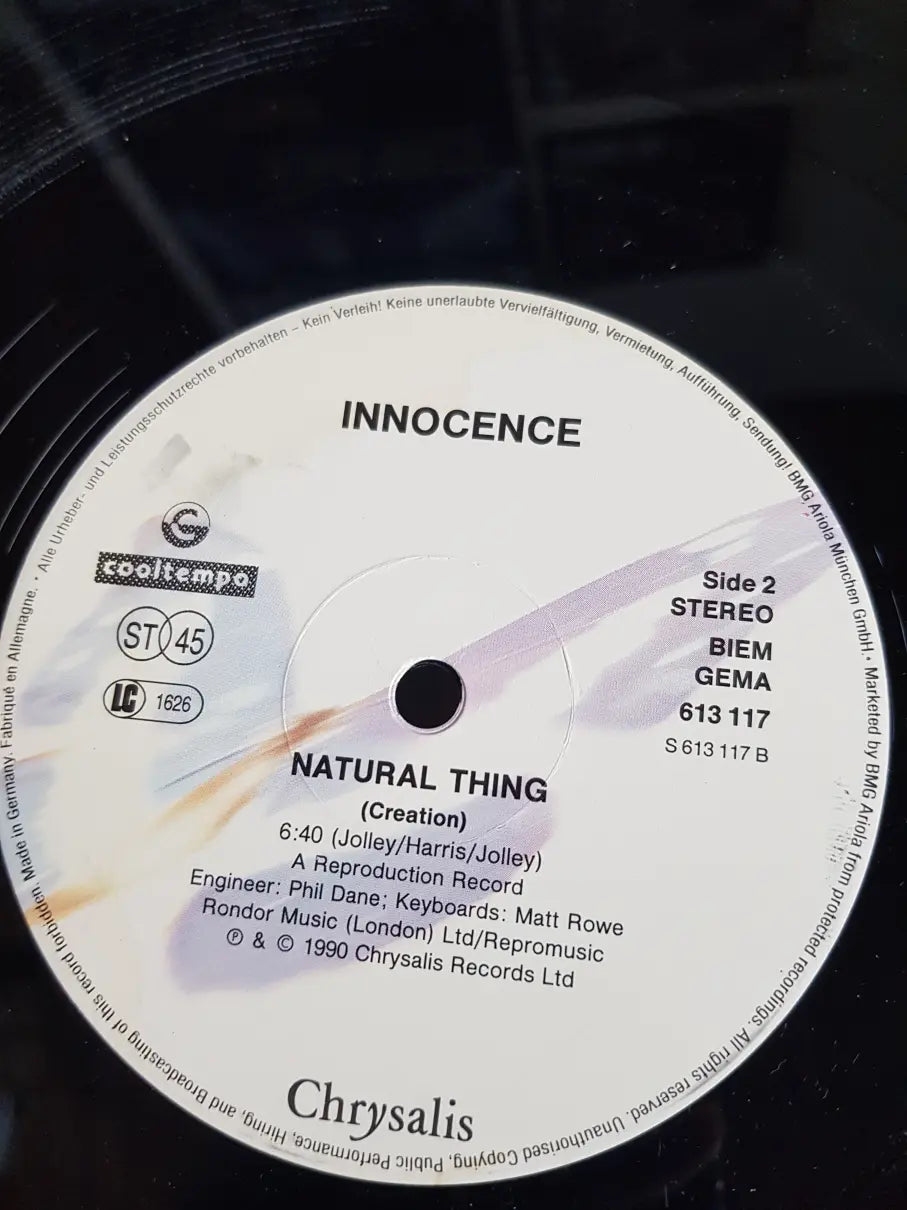 Alle Urheber- und Leistungsschutzrechte vorbehalten – Kein Verleih! Keine unerlaubte Vervielfältigung, Vermietung, Aufführung, Sendung! BMG Ariola München GmbH. • Marketed by BMG Ariola from protected recordings. All rights reserved. Unauthorised Copying, Public Performance, Hiring, and Broadcasting of this record forbidden. Made in Germany. Fabriqué en Allemagne. •
INNOCENCE
cooltempo
ST 45
LC 1626
Side 2
STEREO
BIEM
GEMA
613 117
S 613 117 B
NATURAL THING
(Creation)
6:40 (Jolley/Harris/Jolley)
A Reproduction Record
Engineer: Phil Dane; Keyboards: Matt Rowe
Rondor Music (London) Ltd/Repromusic
℗ & © 1990 Chrysalis Records Ltd
Chrysalis